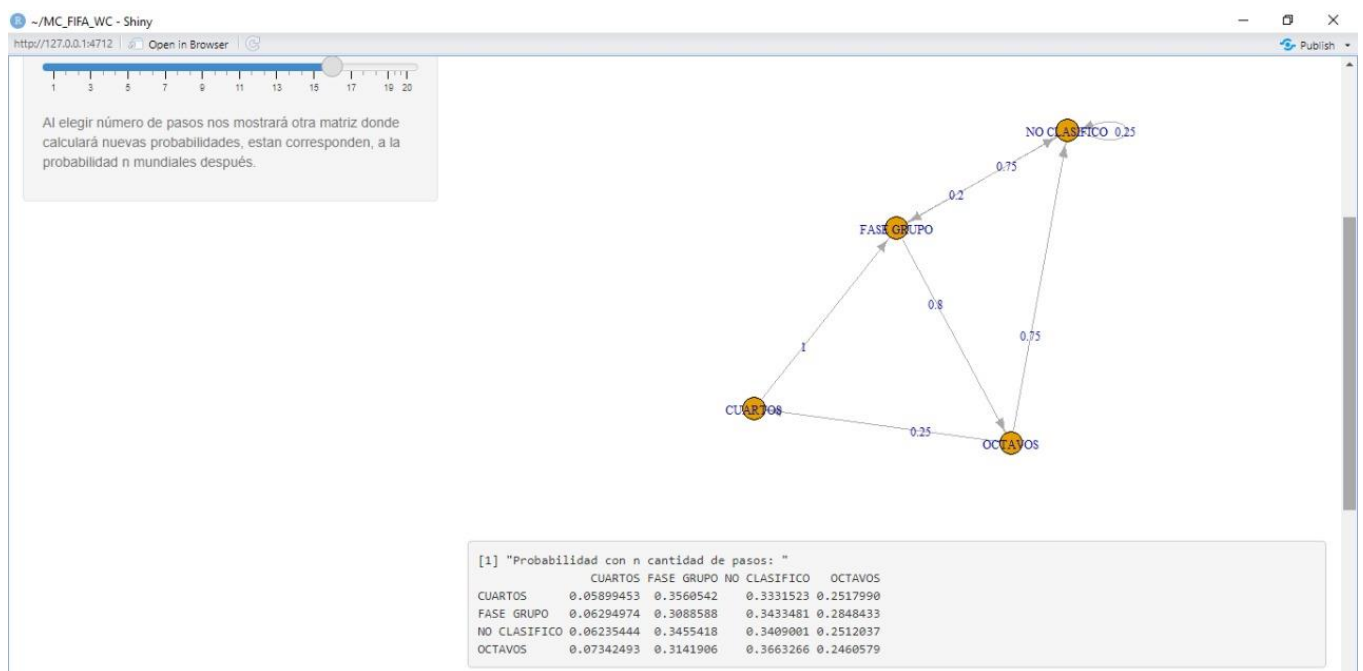 ~/MC_FIFA_WC - Shiny
http://127.0.0.1:4712 Open in Browser Publish
1 3 5 7 9 11 13 15 17 19 20
Al elegir número de pasos nos mostrará otra matriz donde
calculará nuevas probabilidades, estan corresponden, a la
probabilidad n mundiales después.
NO CLASIFICO 0.25
0.75
0.2
FASE GRUPO
0.8
0.75
1
CUARTOS
0.25
OCTAVOS
[1] "Probabilidad con n cantidad de pasos: "
CUARTOS FASE GRUPO NO CLASIFICO OCTAVOS
CUARTOS 0.05899453 0.3560542 0.3331523 0.2517990
FASE GRUPO 0.06294974 0.3088588 0.3433481 0.2848433
NO CLASIFICO 0.06235444 0.3455418 0.3409001 0.2512037
OCTAVOS 0.07342493 0.3141906 0.3663266 0.2460579